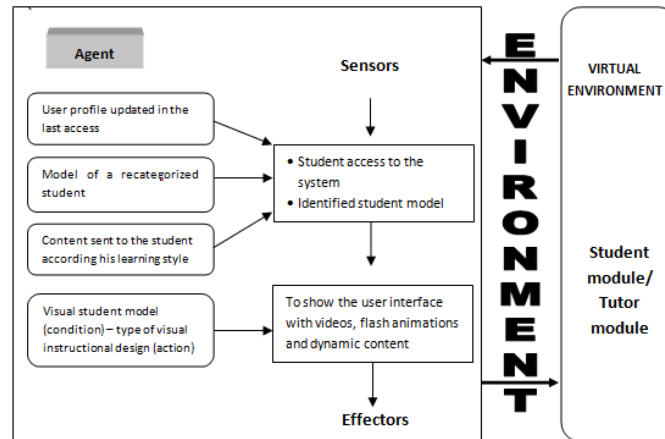 Agent
Sensors
User profile updated in the
last access
Model of a recategorized
student
Content sent to the student
according his learning style
• Student access to the
system
• Identified student model
Visual student model
(condition) – type of visual
instructional design (action)
To show the user interface
with videos, flash animations
and dynamic content
Effectors
ENVIRONMENT
VIRTUAL
ENVIRONMENT
Student
module/
Tutor
module